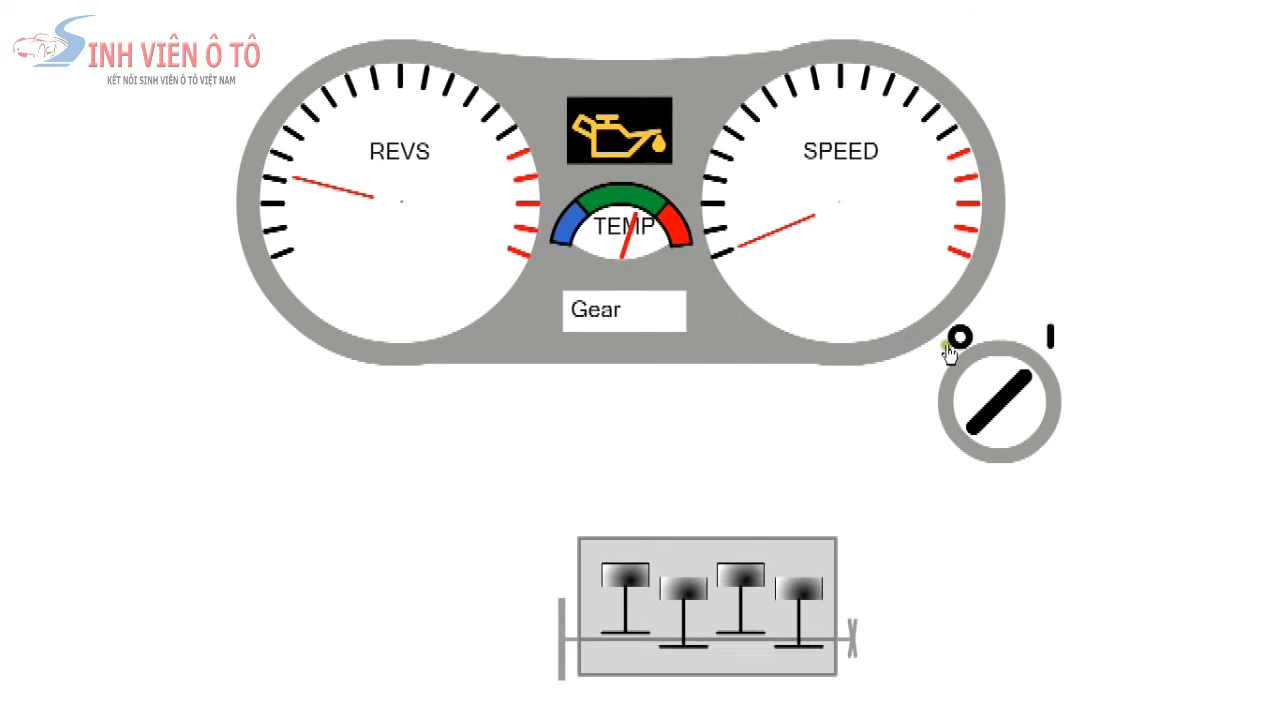 SINH VIÊN Ô TÔ
KẾT NỐI SINH VIÊN Ô TÔ VIỆT NAM
REVS
SPEED
TEMP
Gear
O I